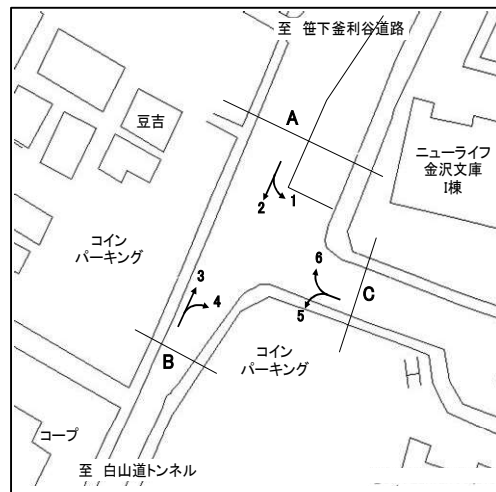 至 笹下釜利谷道路
A
豆吉
ニューライフ
金沢文庫
I棟
2
1
コイン
パーキング
6
3
C
4
5
B
コイン
パーキング
コープ
至 白山道トンネル